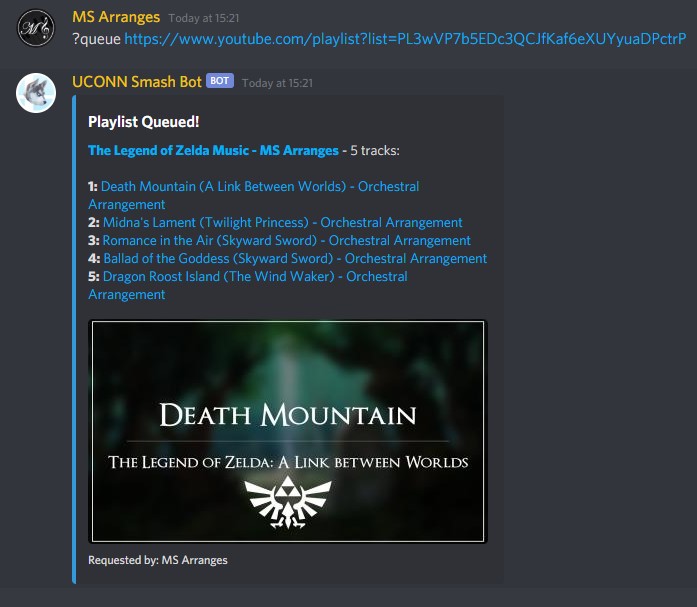 MS Arranges Today at 15:21
?queue https://www.youtube.com/playlist?list=PL3wVP7b5EDc3QCJfKaf6eXUYyuaDPctrP
UCONN Smash Bot BOT Today at 15:21
Playlist Queued!
The Legend of Zelda Music - MS Arranges - 5 tracks:
1: Death Mountain (A Link Between Worlds) - Orchestral
Arrangement
2: Midna's Lament (Twilight Princess) - Orchestral Arrangement
3: Romance in the Air (Skyward Sword) - Orchestral Arrangement
4: Ballad of the Goddess (Skyward Sword) - Orchestral Arrangement
5: Dragon Roost Island (The Wind Waker) - Orchestral
Arrangement
Death Mountain
The Legend of Zelda: A Link between Worlds
Requested by: MS Arranges